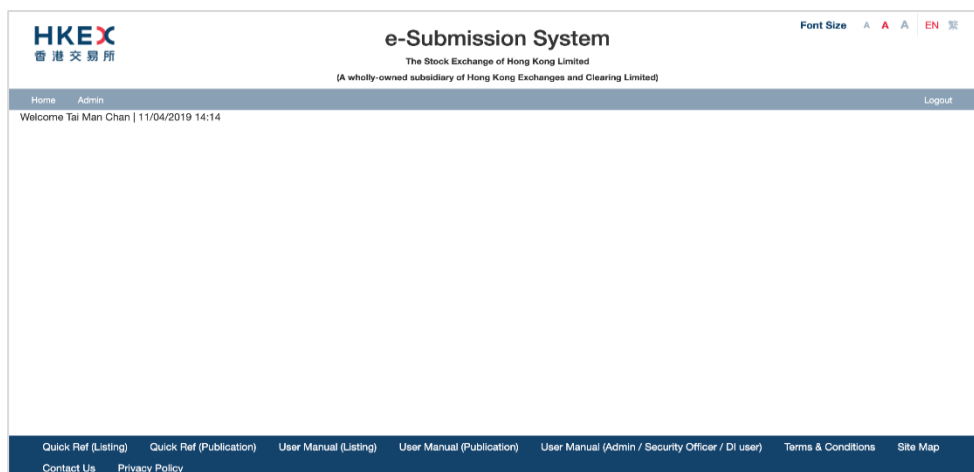 HKEX
香港交易所
e-Submission System
The Stock Exchange of Hong Kong Limited
(A wholly-owned subsidiary of Hong Kong Exchanges and Clearing Limited)
Font Size A A A EN 繁
Home Admin Logout
Welcome Tai Man Chan | 11/04/2019 14:14
Quick Ref (Listing) Quick Ref (Publication) User Manual (Listing) User Manual (Publication) User Manual (Admin / Security Officer / DI user) Terms & Conditions Site Map
Contact Us Privacy Policy